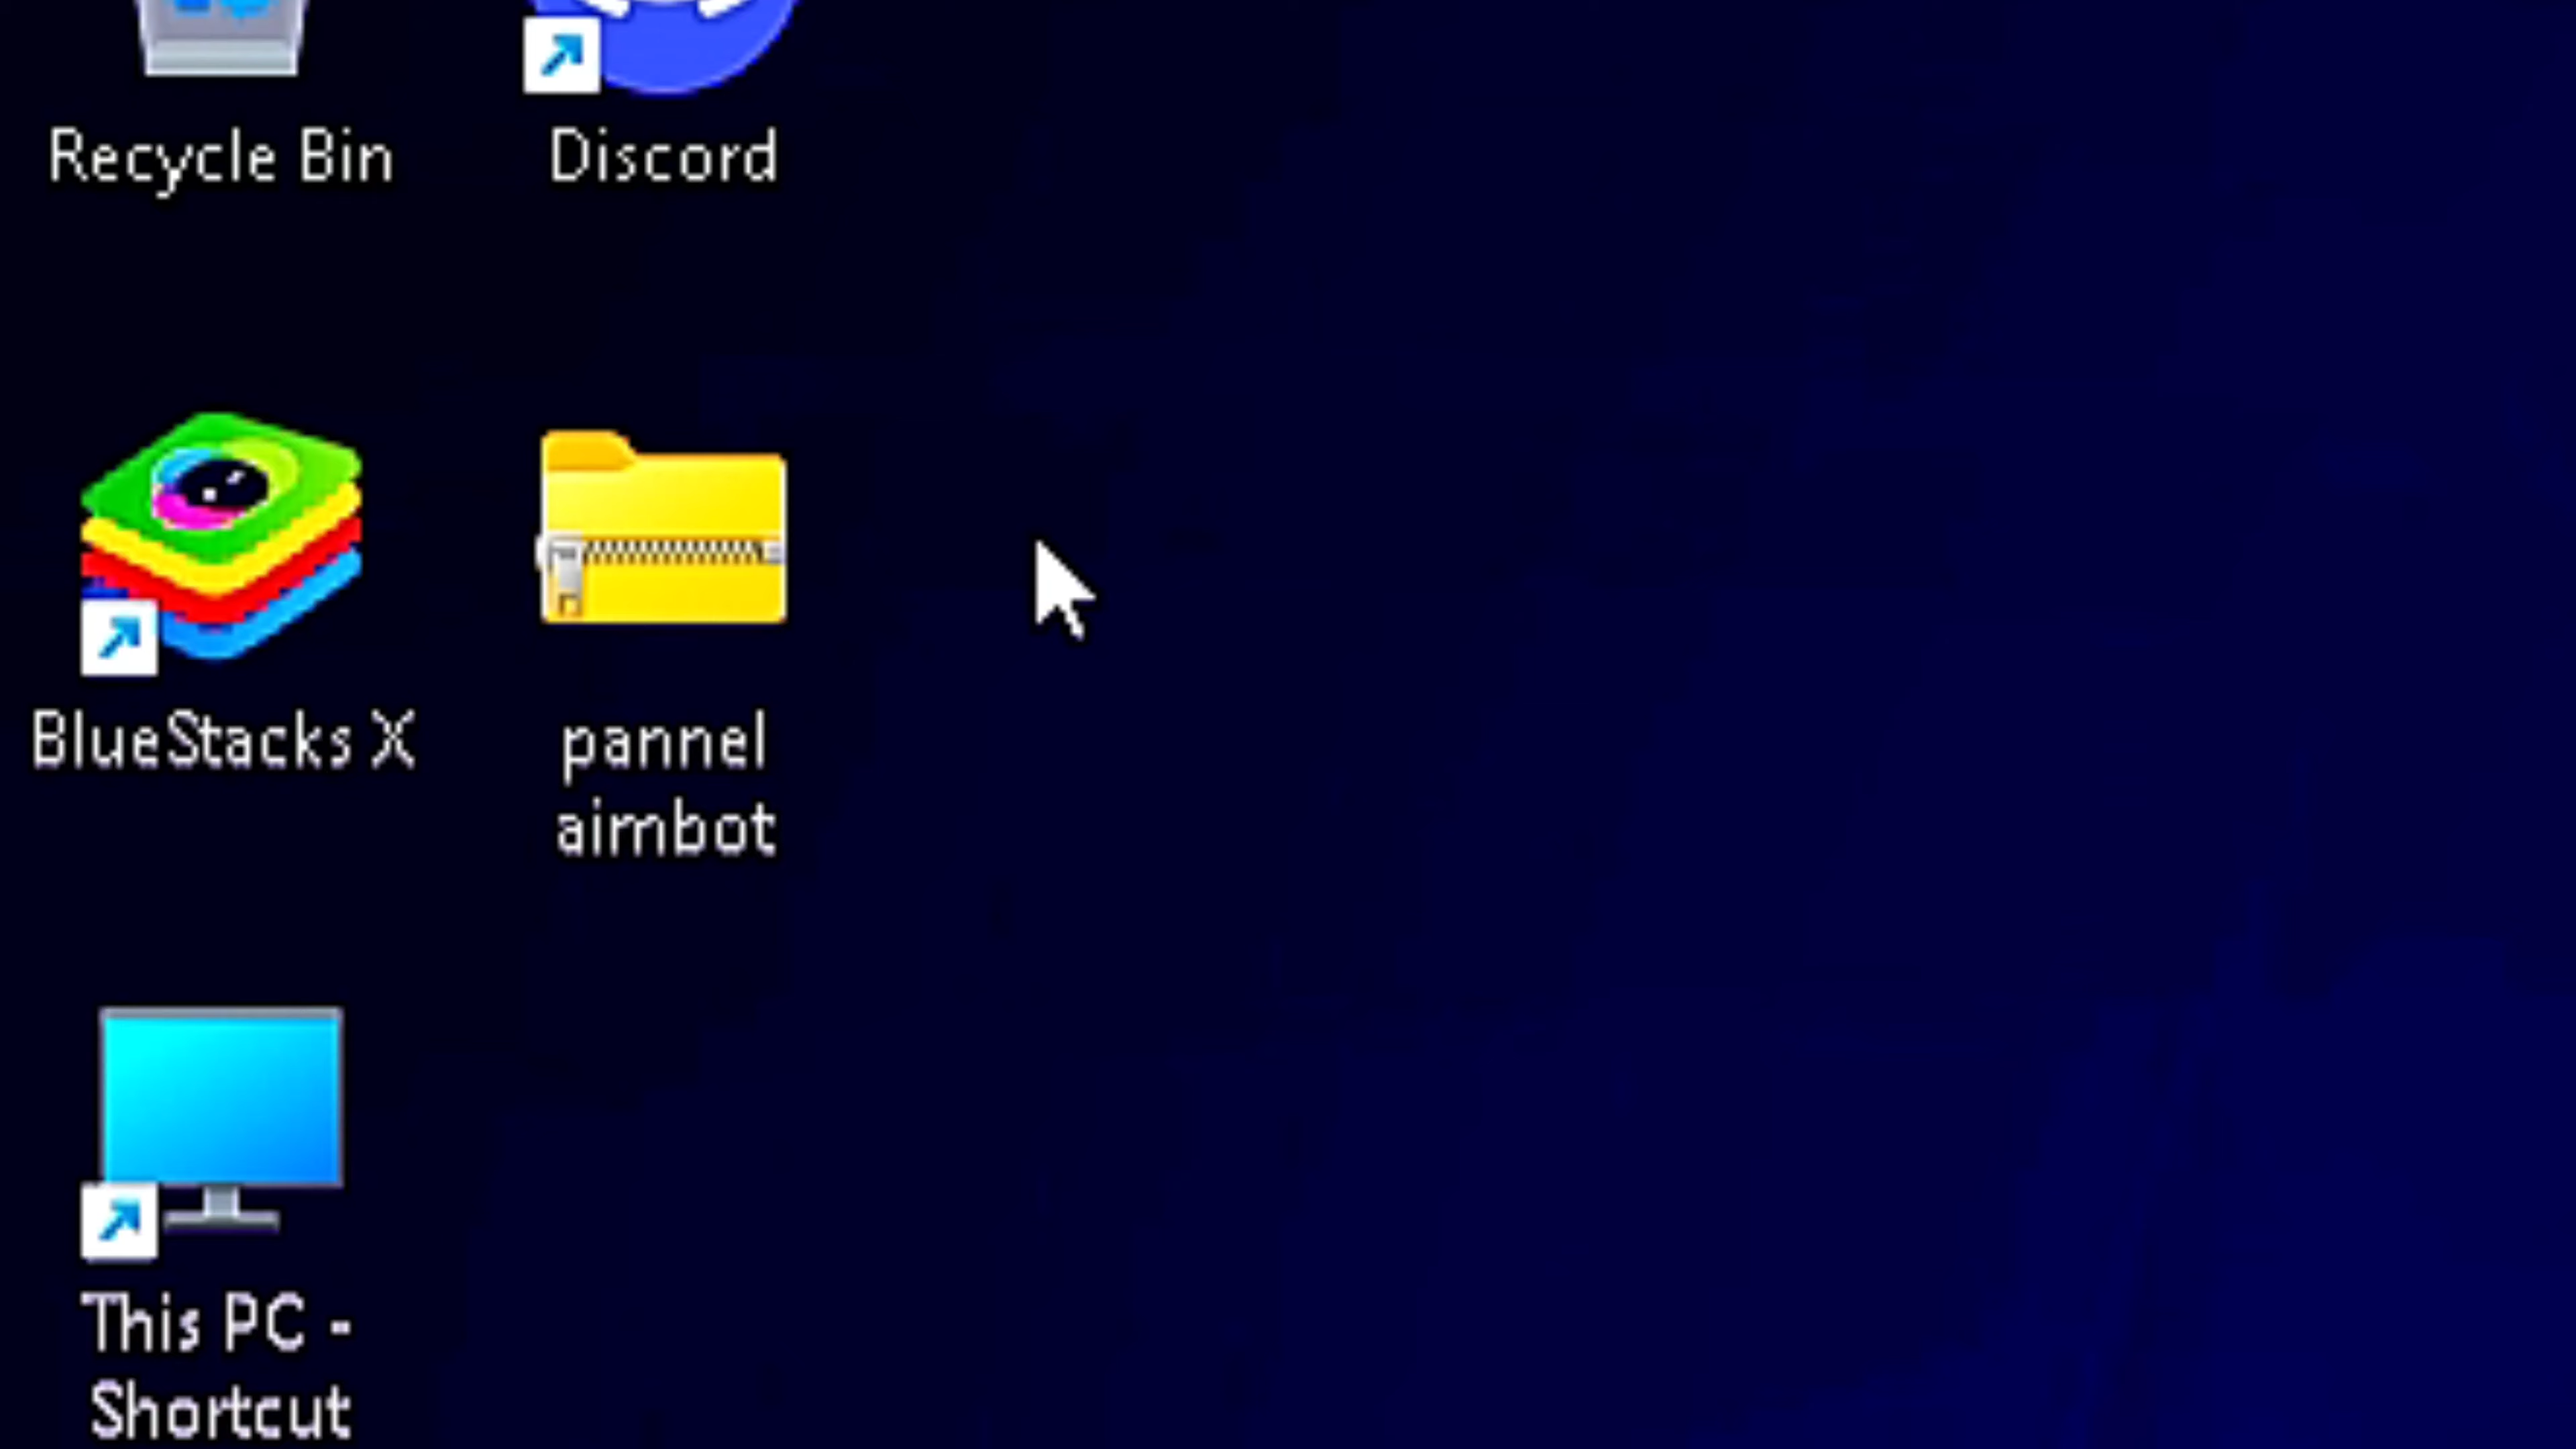 Recycle Bin
Discord
BlueStacks X
pannel
aimbot
This PC -
Shortcut